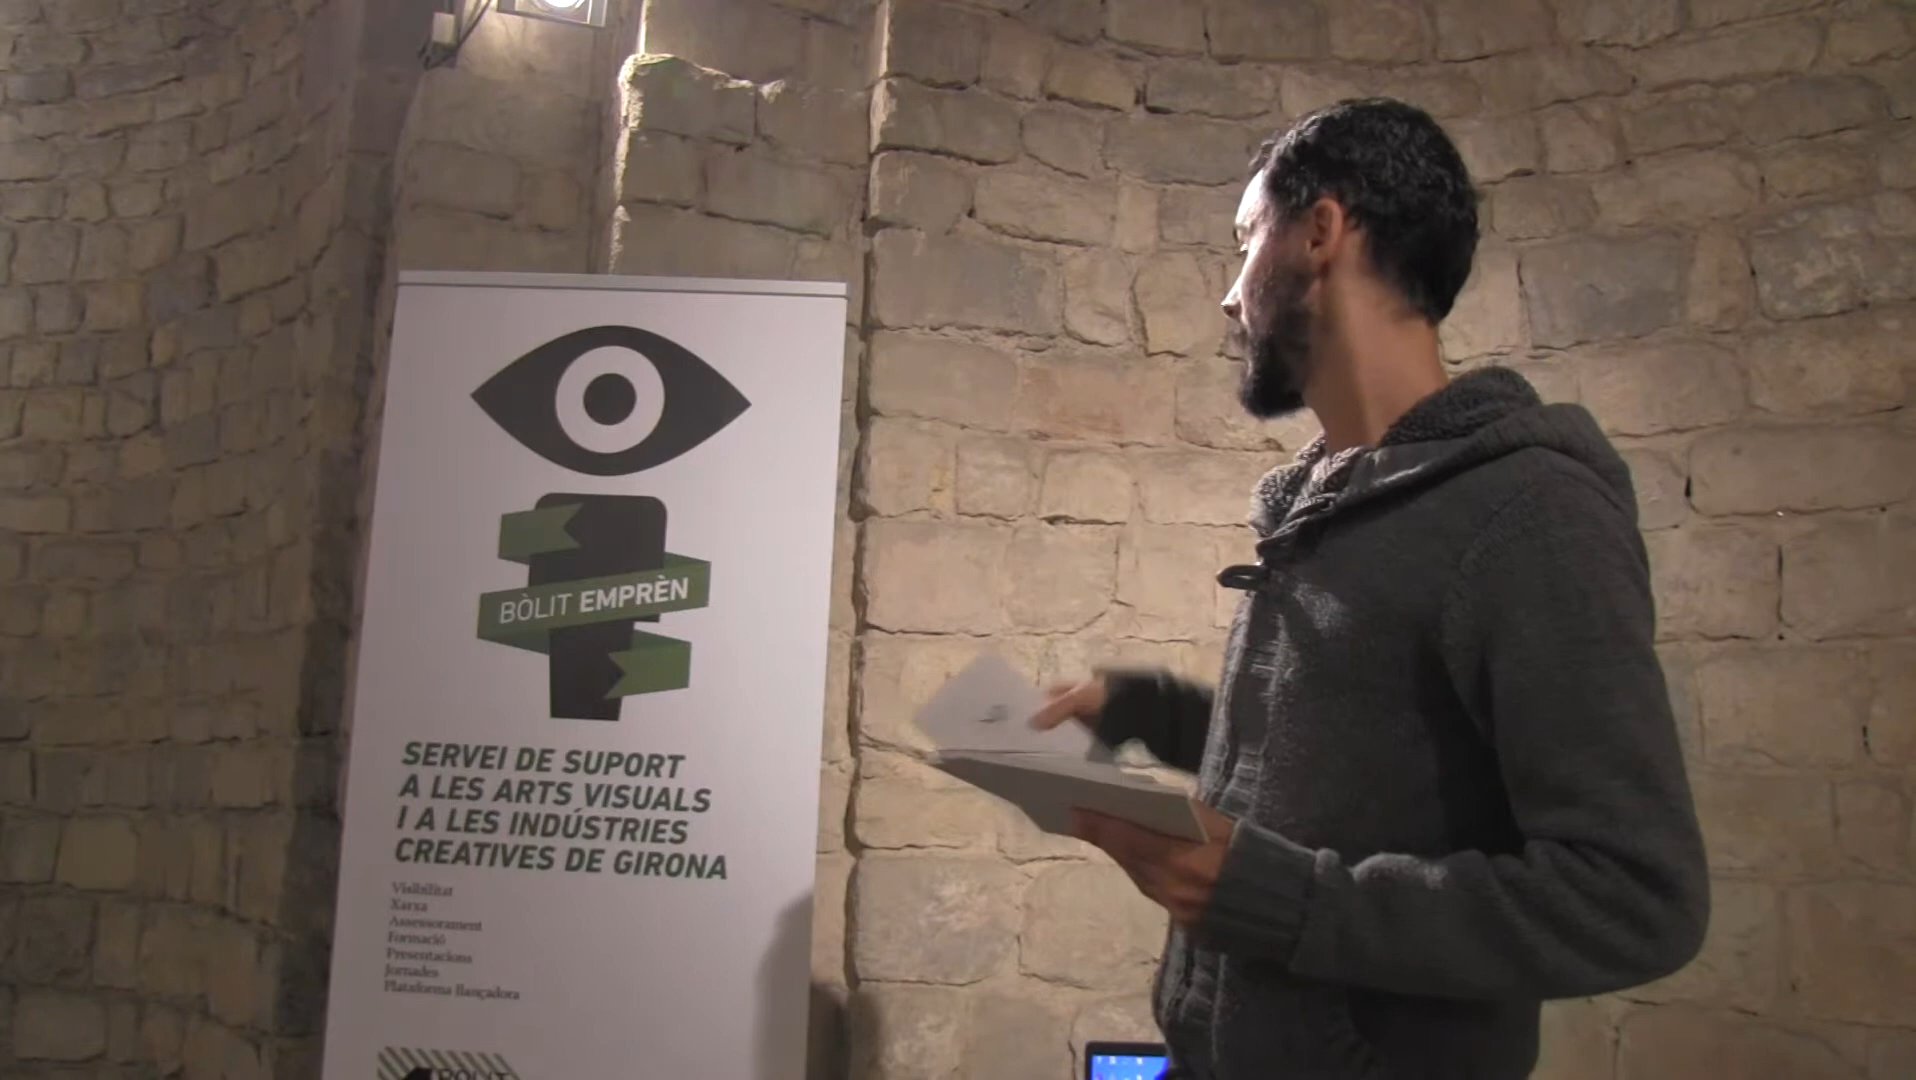 BÒLIT EMPRÈN
SERVEI DE SUPORT
A LES ARTS VISUALS
I A LES INDÚSTRIES
CREATIVES DE GIRONA
Visibilitat
Xarxa
Assessorament
Formació
Presentacions
Jornades
Plataforma llançadora
BÒLIT